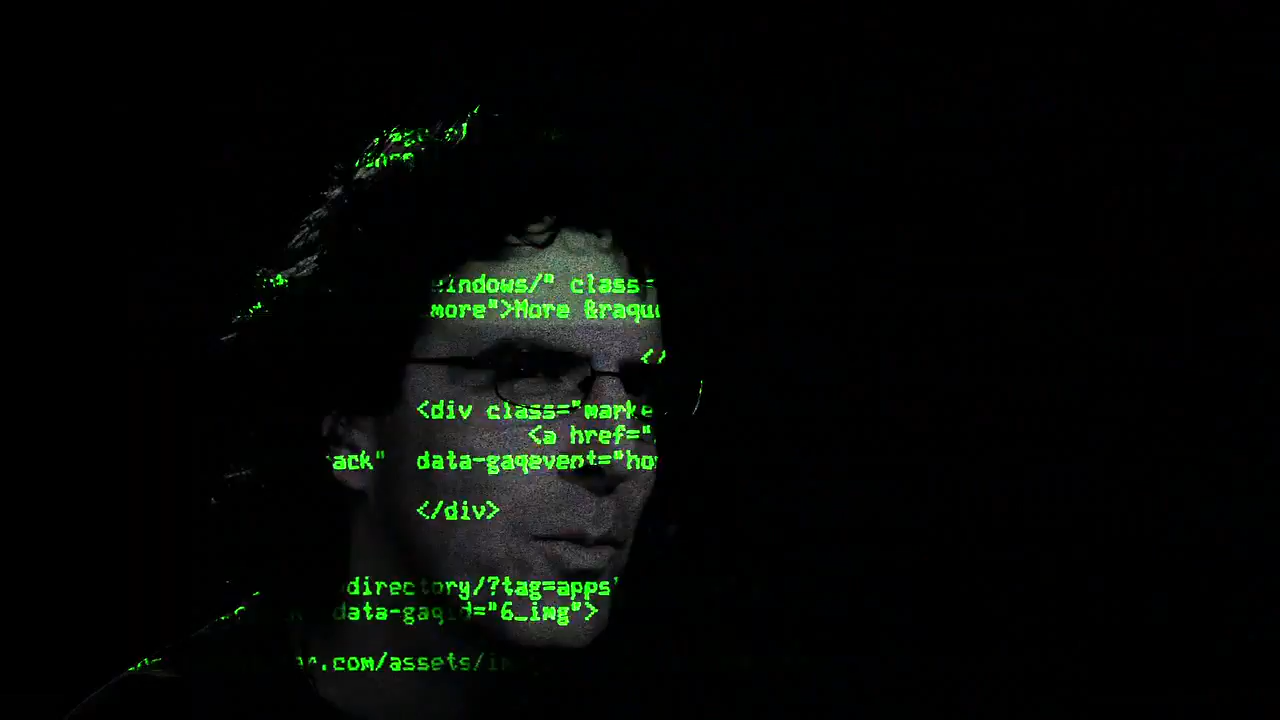 indows/" class=
more">More &raqu
</
<div class="marke
<a href="
ack" data-gaqevent="ho
</div>
directory/?tag=apps
data-gaqid="6_img">
.com/assets/i